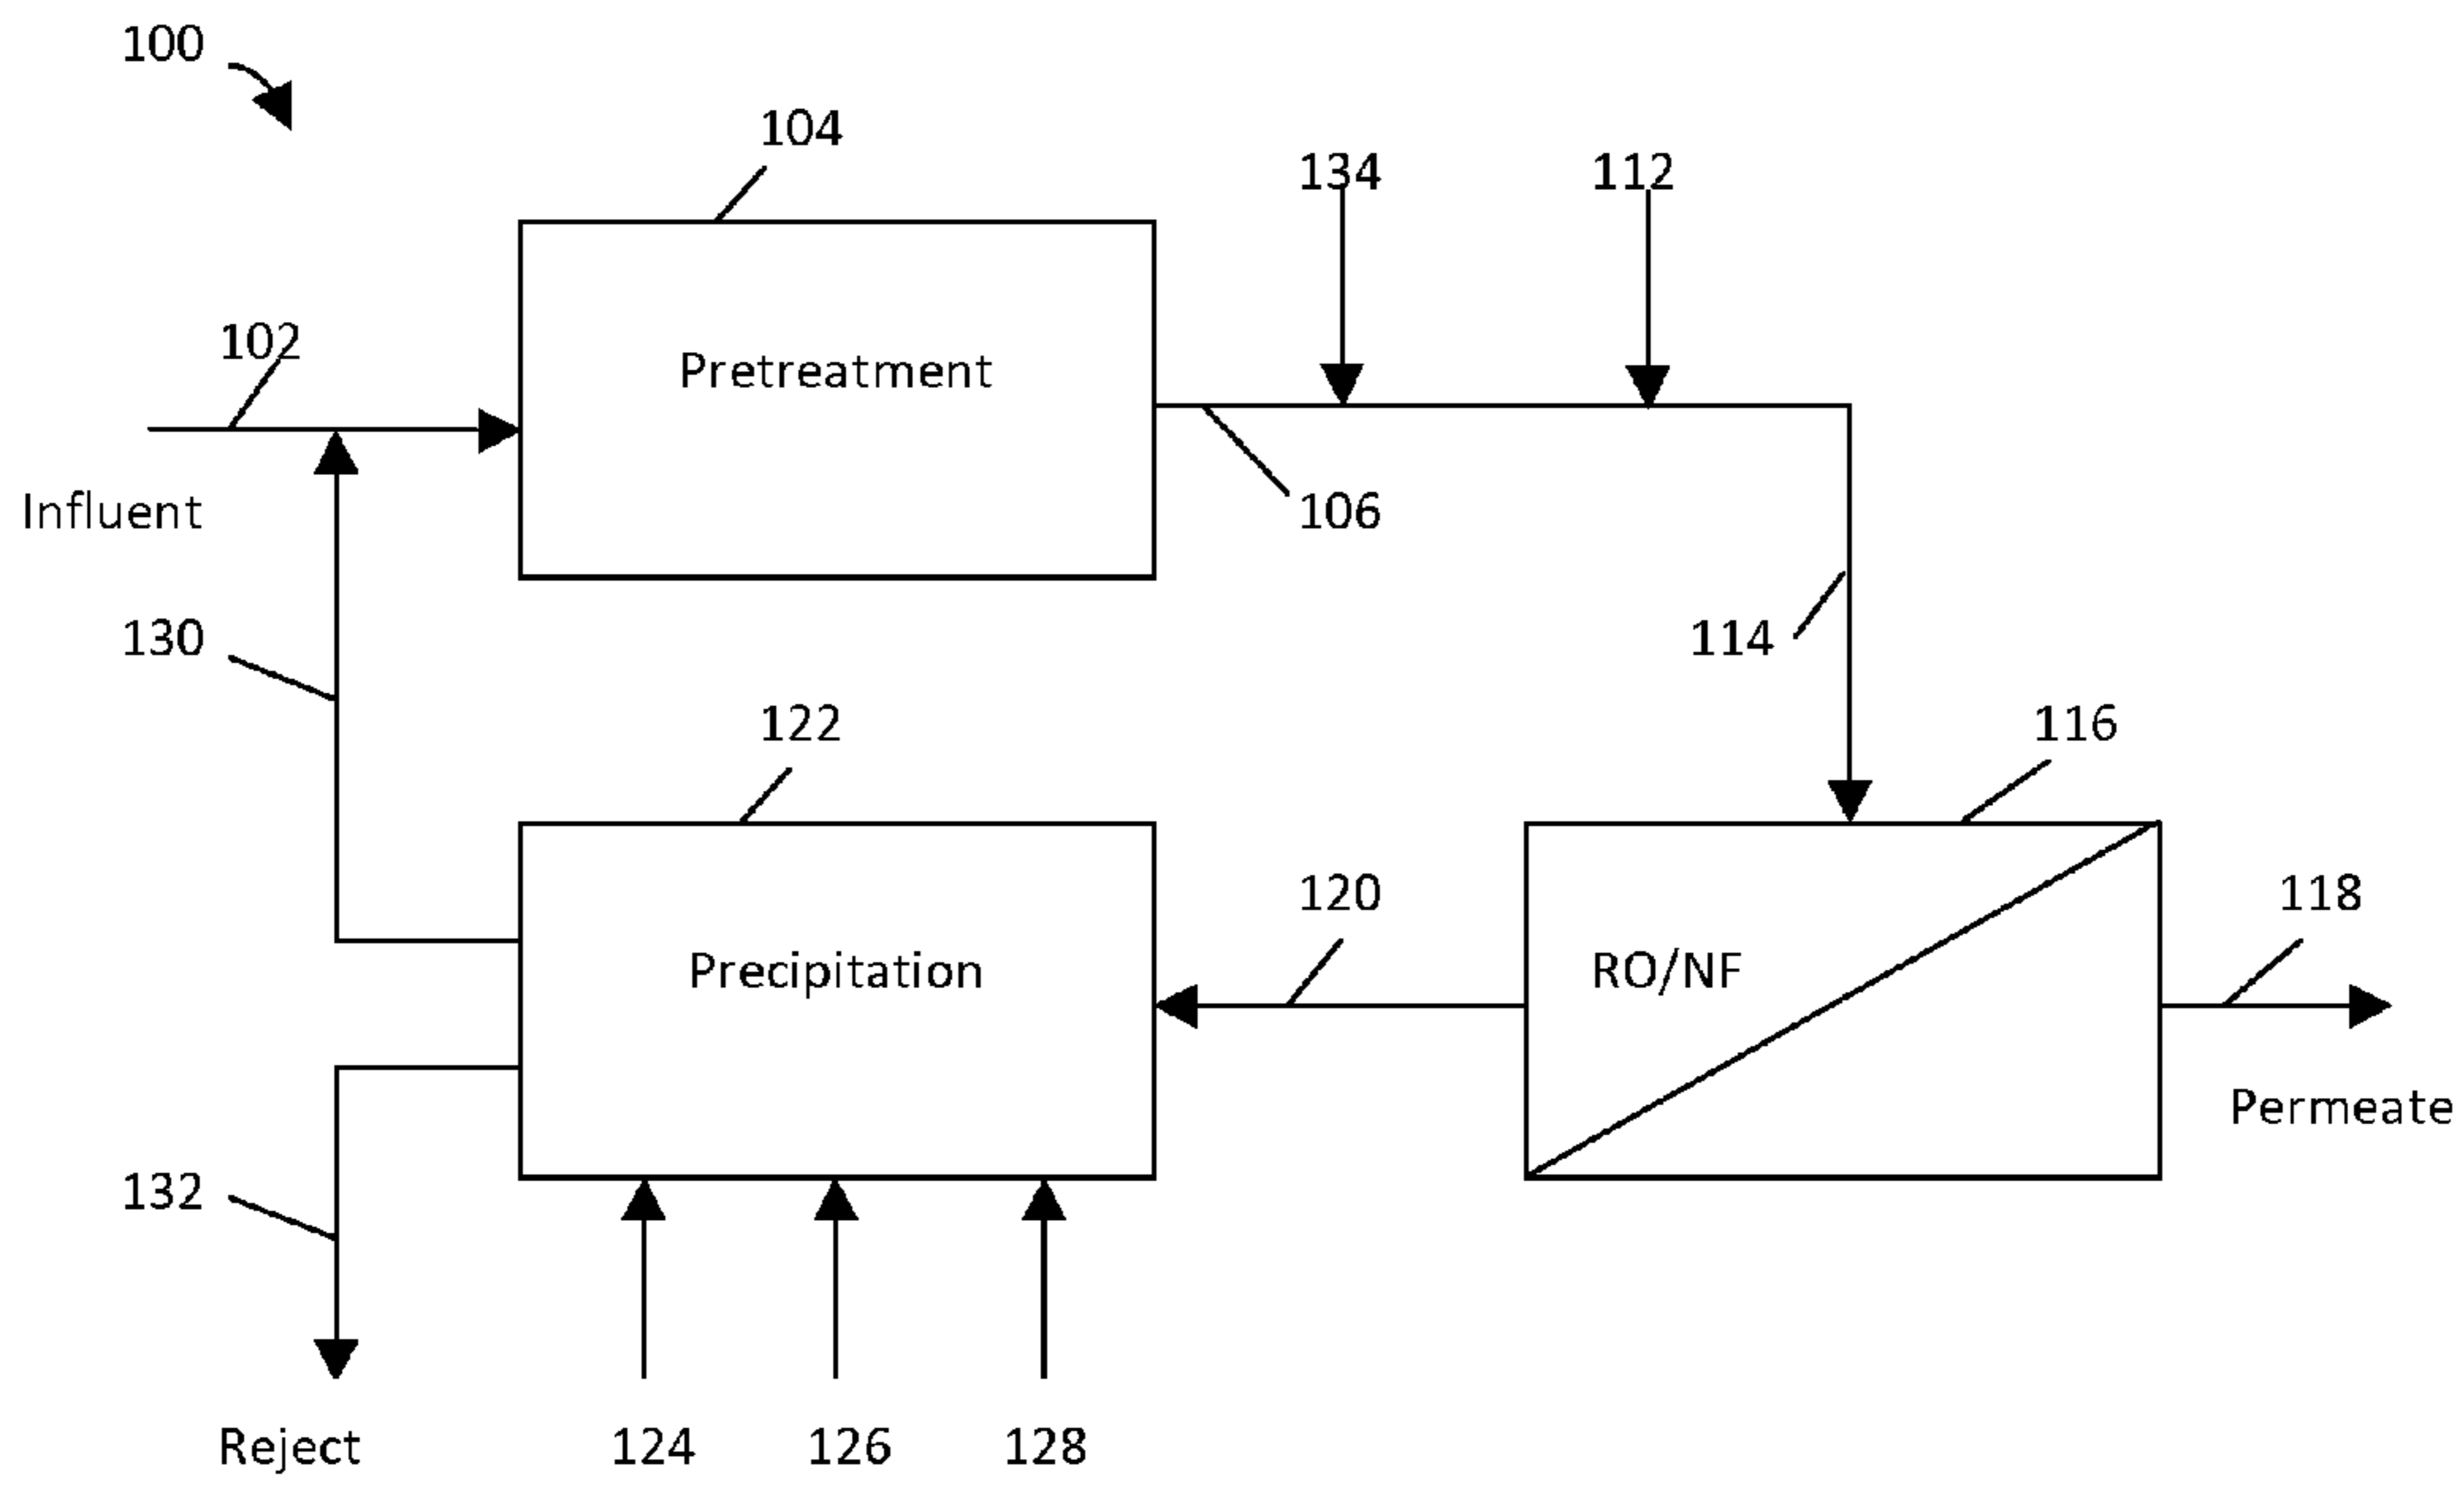 100
104
134
112
102
Pretreatment
Influent
106
130
114
122
116
120
118
Precipitation
RO/NF
Permeate
132
Reject
124
126
128